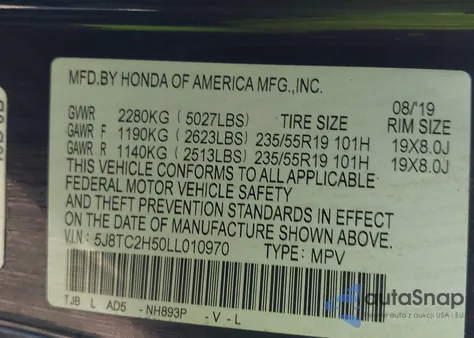 MFD.BY HONDA OF AMERICA MFG.,INC.
08/'19
GVWR 2280KG (5027LBS) TIRE SIZE RIM SIZE
GAWR F 1190KG (2623LBS) 235/55R19 101H 19X8.0J
GAWR R 1140KG (2513LBS) 235/55R19 101H 19X8.0J
THIS VEHICLE CONFORMS TO ALL APPLICABLE
FEDERAL MOTOR VEHICLE SAFETY
AND THEFT PREVENTION STANDARDS IN EFFECT
ON THE DATE OF MANUFACTURE SHOWN ABOVE.
V.I.N.: 5J8TC2H50LL010970 TYPE: MPV
TJB L AD5 - NH893P - V - L
autoSnap